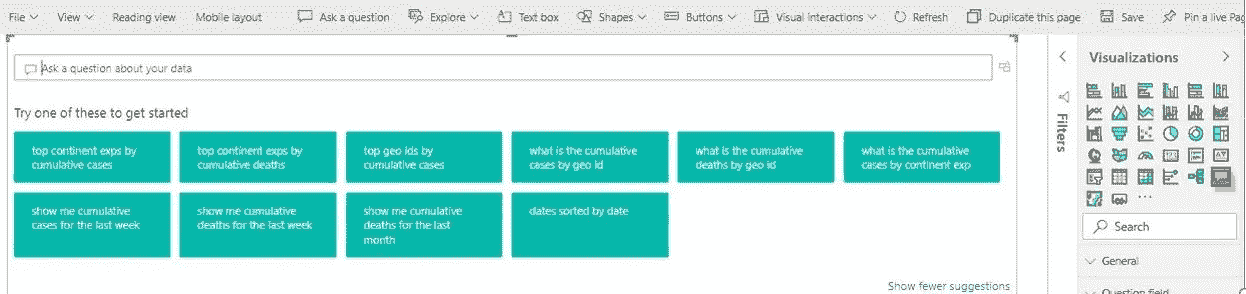 File View Reading view Mobile layout Ask a question Explore Text box Shapes Buttons Visual interactions Refresh Duplicate this page Save Pin a live Pag
Visualizations
Ask a question about your data
Filters
Try one of these to get started
top continent exps by
cumulative cases
top continent exps by
cumulative deaths
top geo ids by
cumulative cases
what is the cumulative
cases by geo id
what is the cumulative
deaths by geo id
what is the cumulative
cases by continent exp
show me cumulative
cases for the last week
show me cumulative
deaths for the last week
show me cumulative
deaths for the last
month
dates sorted by date
Show fewer suggestions
Search
General
Question field